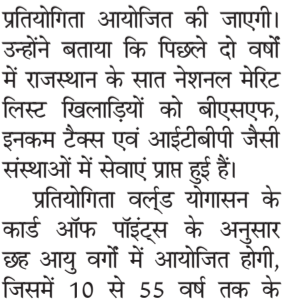 प्रतियोगिता आयोजित की जाएगी।
उन्होंने बताया कि पिछले दो वर्षों
में राजस्थान के सात नेशनल मेरिट
लिस्ट खिलाड़ियों को बीएसएफ,
इनकम टैक्स एवं आईटीबीपी जैसी
संस्थाओं में सेवाएं प्राप्त हुई हैं।
प्रतियोगिता वर्ल्ड योगासन के
कार्ड ऑफ पॉइंट्स के अनुसार
छह आयु वर्गों में आयोजित होगी,
जिसमें 10 से 55 वर्ष तक के